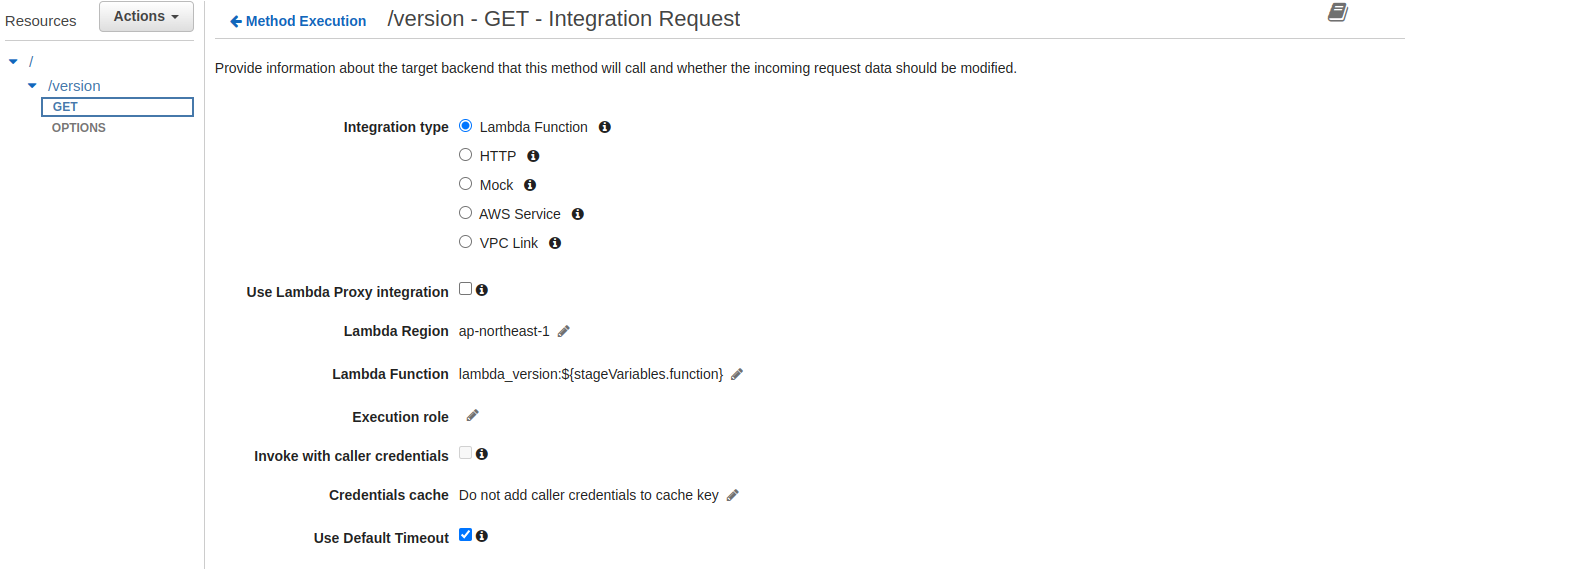 Resources
Actions
/
/version
GET
OPTIONS
Method Execution /version - GET - Integration Request
Provide information about the target backend that this method will call and whether the incoming request data should be modified.
Integration type Lambda Function
HTTP
Mock
AWS Service
VPC Link
Use Lambda Proxy integration
Lambda Region ap-northeast-1
Lambda Function lambda_version:${stageVariables.function}
Execution role
Invoke with caller credentials
Credentials cache Do not add caller credentials to cache key
Use Default Timeout